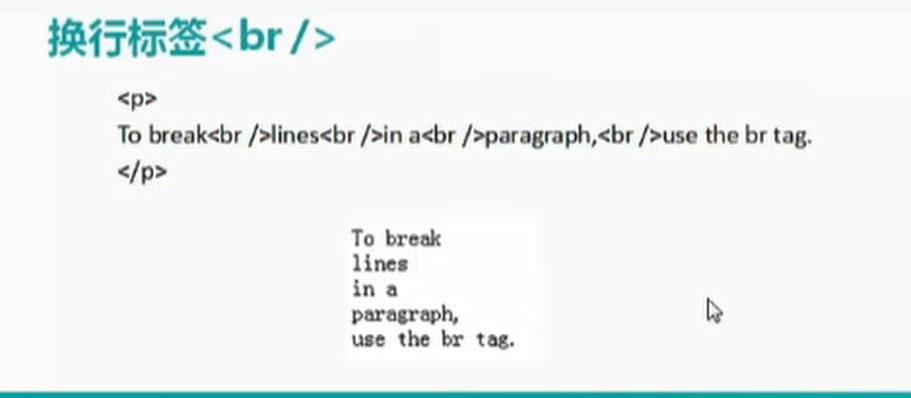 换行标签<br />
<p>
To break<br />lines<br />in a<br />paragraph,<br />use the br tag.
</p>
To break
lines
in a
paragraph,
use the br tag.